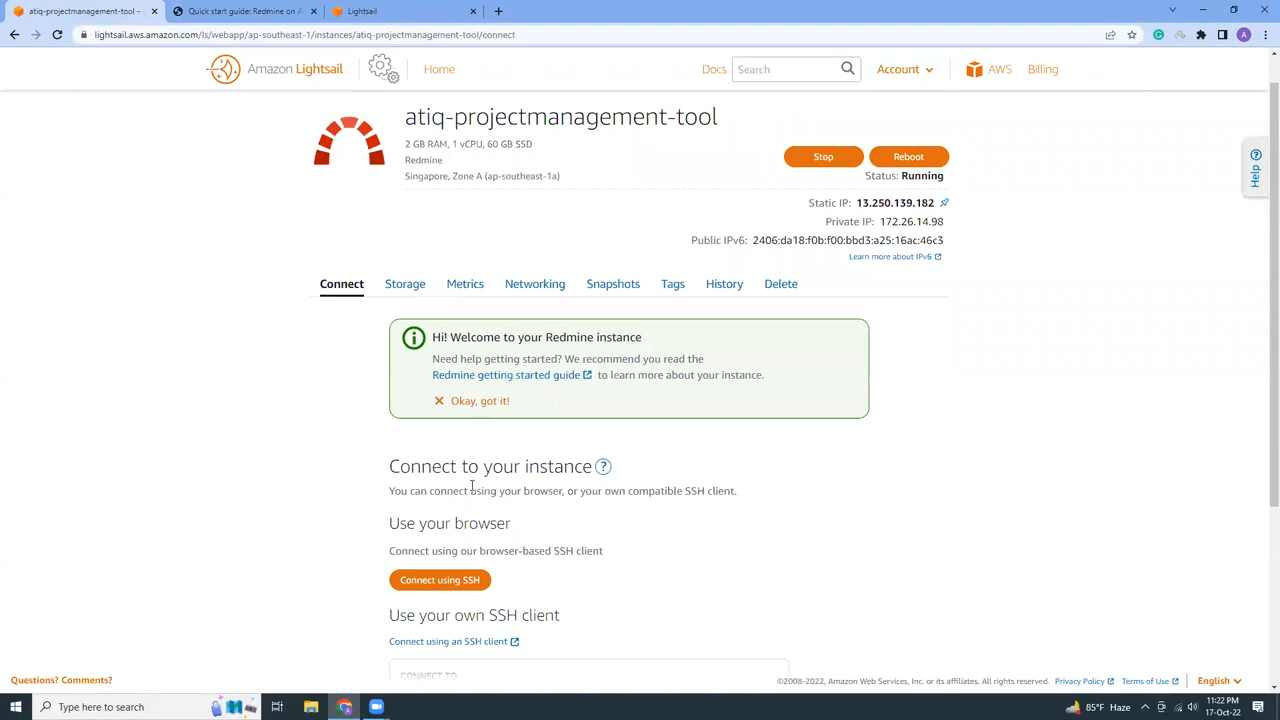 atiq-projectmanagement-tool
Redmine setup guide
Redmine
lightsail.aws.amazon.com/ls/webapp/ap-southeast-1/instances/atiq-projectmanagement-tool/connect
Amazon Lightsail
Home
Docs
Search
Account
AWS
Billing
atiq-projectmanagement-tool
2 GB RAM, 1 vCPU, 60 GB SSD
Redmine
Singapore, Zone A (ap-southeast-1a)
Stop
Reboot
Status: Running
Static IP: 13.250.139.182
Private IP: 172.26.14.98
Public IPv6: 2406:da18:f0b:f00:bbd3:a25:16ac:46c3
Learn more about IPv6
Help
Connect
Storage
Metrics
Networking
Snapshots
Tags
History
Delete
Hi! Welcome to your Redmine instance
Need help getting started? We recommend you read the
Redmine getting started guide to learn more about your instance.
Okay, got it!
Connect to your instance ?
You can connect using your browser, or your own compatible SSH client.
Use your browser
Connect using our browser-based SSH client
Connect using SSH
Use your own SSH client
Connect using an SSH client
CONNECT TO
Questions? Comments?
©2008-2022, Amazon Web Services, Inc. or its affiliates. All rights reserved.
Privacy Policy
Terms of Use
English
Type here to search
85°F Haze
11:22 PM
17-Oct-22